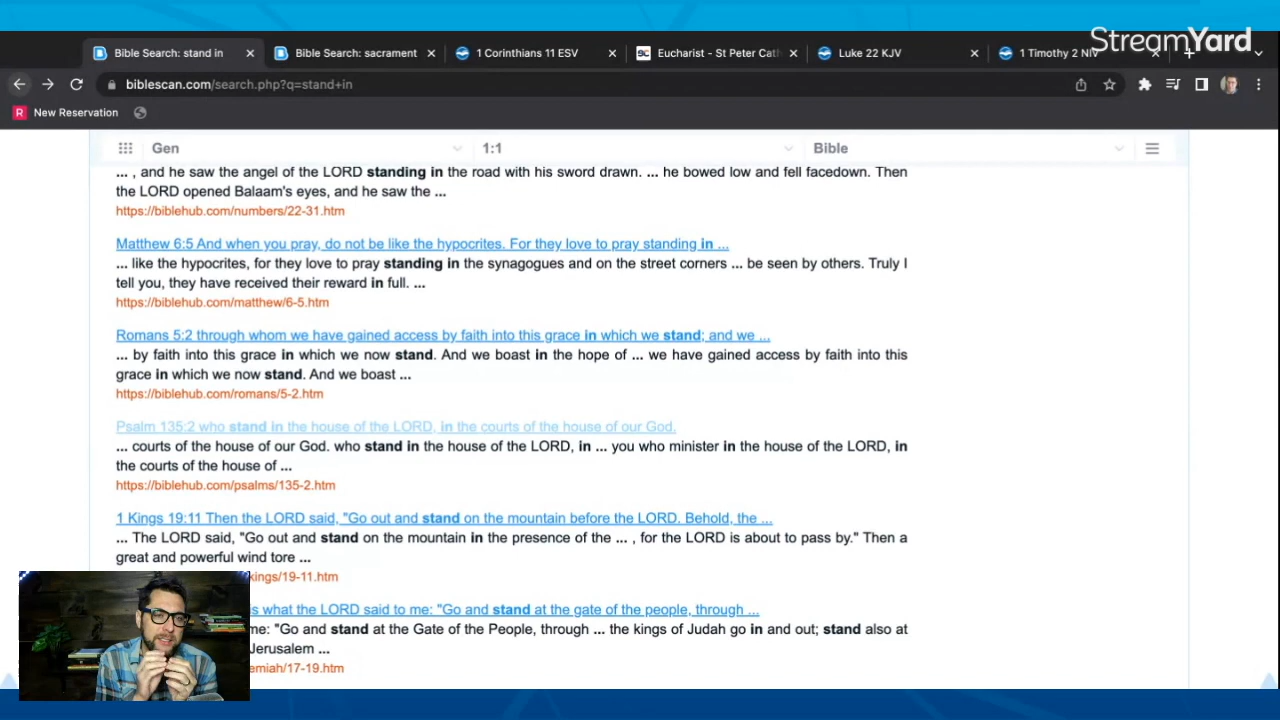 StreamYard
Bible Search: stand in
Bible Search: sacrament
1 Corinthians 11 ESV
Eucharist - St Peter Cath
Luke 22 KJV
1 Timothy 2 NIV
biblescan.com/search.php?q=stand+in
R New Reservation
Gen 1:1 Bible
... , and he saw the angel of the LORD standing in the road with his sword drawn. ... he bowed low and fell facedown. Then
the LORD opened Balaam's eyes, and he saw the ...
https://biblehub.com/numbers/22-31.htm
Matthew 6:5 And when you pray, do not be like the hypocrites. For they love to pray standing in ...
... like the hypocrites, for they love to pray standing in the synagogues and on the street corners ... be seen by others. Truly I
tell you, they have received their reward in full. ...
https://biblehub.com/matthew/6-5.htm
Romans 5:2 through whom we have gained access by faith into this grace in which we stand; and we ...
... by faith into this grace in which we now stand. And we boast in the hope of ... we have gained access by faith into this
grace in which we now stand. And we boast ...
https://biblehub.com/romans/5-2.htm
Psalm 135:2 who stand in the house of the LORD, in the courts of the house of our God.
... courts of the house of our God. who stand in the house of the LORD, in ... you who minister in the house of the LORD, in
the courts of the house of ...
https://biblehub.com/psalms/135-2.htm
1 Kings 19:11 Then the LORD said, "Go out and stand on the mountain before the LORD. Behold, the ...
... The LORD said, "Go out and stand on the mountain in the presence of the ... , for the LORD is about to pass by." Then a
great and powerful wind tore ...
kings/19-11.htm
is what the LORD said to me: "Go and stand at the gate of the people, through ...
me: "Go and stand at the Gate of the People, through ... the kings of Judah go in and out; stand also at
Jerusalem ...
emiah/17-19.htm